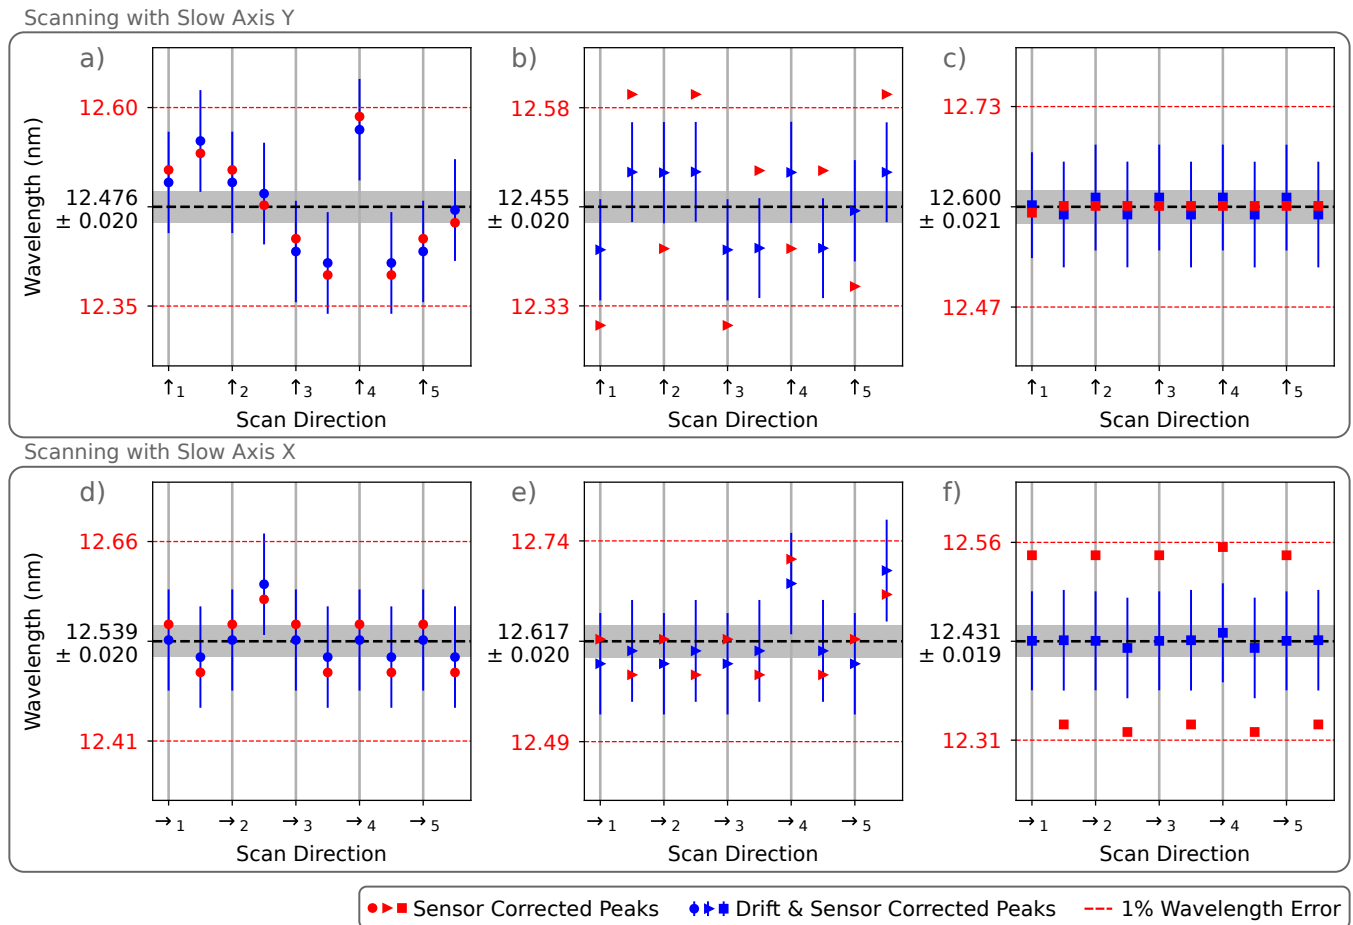 Scanning with Slow Axis Y
a)
b)
c)
Wavelength (nm)
12.60
12.476
± 0.020
12.35
12.58
12.455
± 0.020
12.33
12.73
12.600
± 0.021
12.47
↑1 ↑2 ↑3 ↑4 ↑5
↑1 ↑2 ↑3 ↑4 ↑5
↑1 ↑2 ↑3 ↑4 ↑5
Scan Direction
Scan Direction
Scan Direction
Scanning with Slow Axis X
d)
e)
f)
Wavelength (nm)
12.66
12.539
± 0.020
12.41
12.74
12.617
± 0.020
12.49
12.56
12.431
± 0.019
12.31
→1 →2 →3 →4 →5
→1 →2 →3 →4 →5
→1 →2 →3 →4 →5
Scan Direction
Scan Direction
Scan Direction
Sensor Corrected Peaks
Drift & Sensor Corrected Peaks
1% Wavelength Error